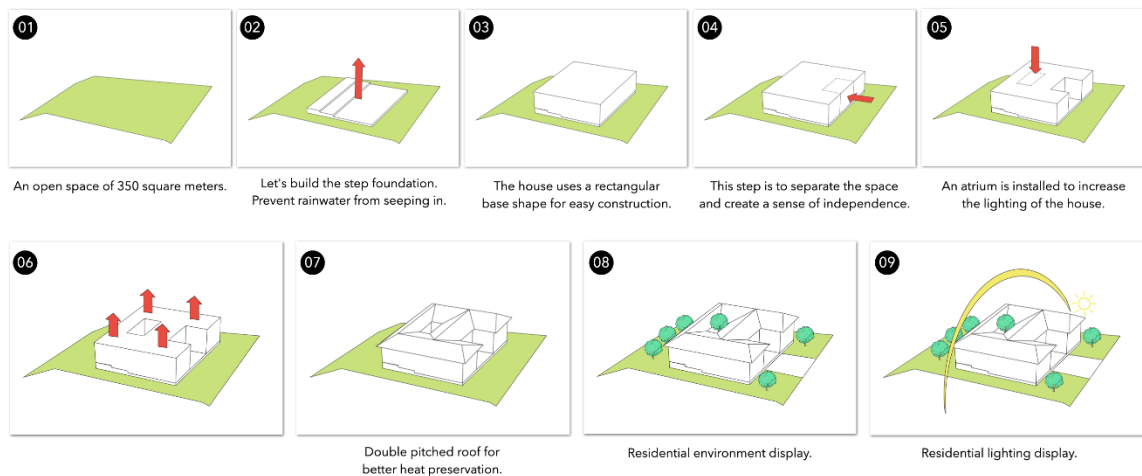 01
02
03
04
05
An open space of 350 square meters.
Let's build the step foundation.
Prevent rainwater from seeping in.
The house uses a rectangular
base shape for easy construction.
This step is to separate the space
and create a sense of independence.
An atrium is installed to increase
the lighting of the house.
06
07
08
09
Double pitched roof for
better heat preservation.
Residential environment display.
Residential lighting display.